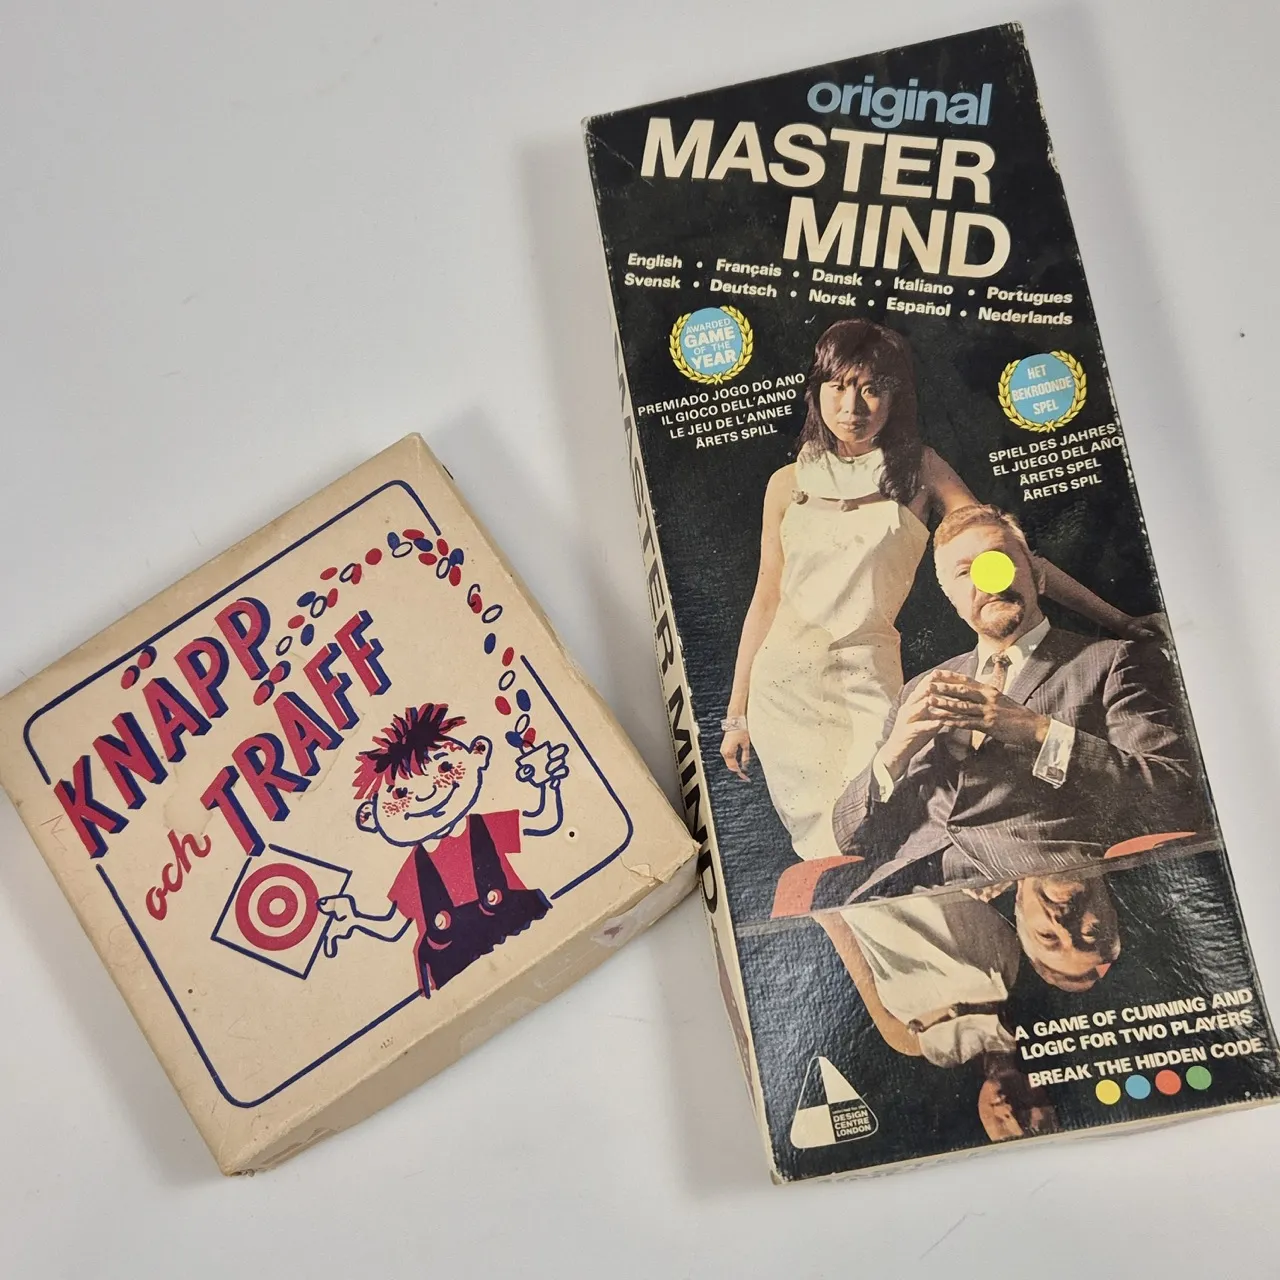 KNÄPP
och TRÄFF
original
MASTER
MIND
English • Français • Dansk • Italiano • Portugues
Svensk • Deutsch • Norsk • Español • Nederlands
AWARDED
GAME
OF THE
YEAR
PREMIADO JOGO DO ANO
IL GIOCO DELL'ANNO
LE JEU DE L'ANNEE
ÅRETS SPILL
HET
BEKROONDE
SPEL
SPIEL DES JAHRES
EL JUEGO DEL AÑO
ÅRETS SPEL
ÅRETS SPIL
A GAME OF CUNNING AND
LOGIC FOR TWO PLAYERS
BREAK THE HIDDEN CODE
DESIGN
CENTRE
LONDON
MASTER MIND